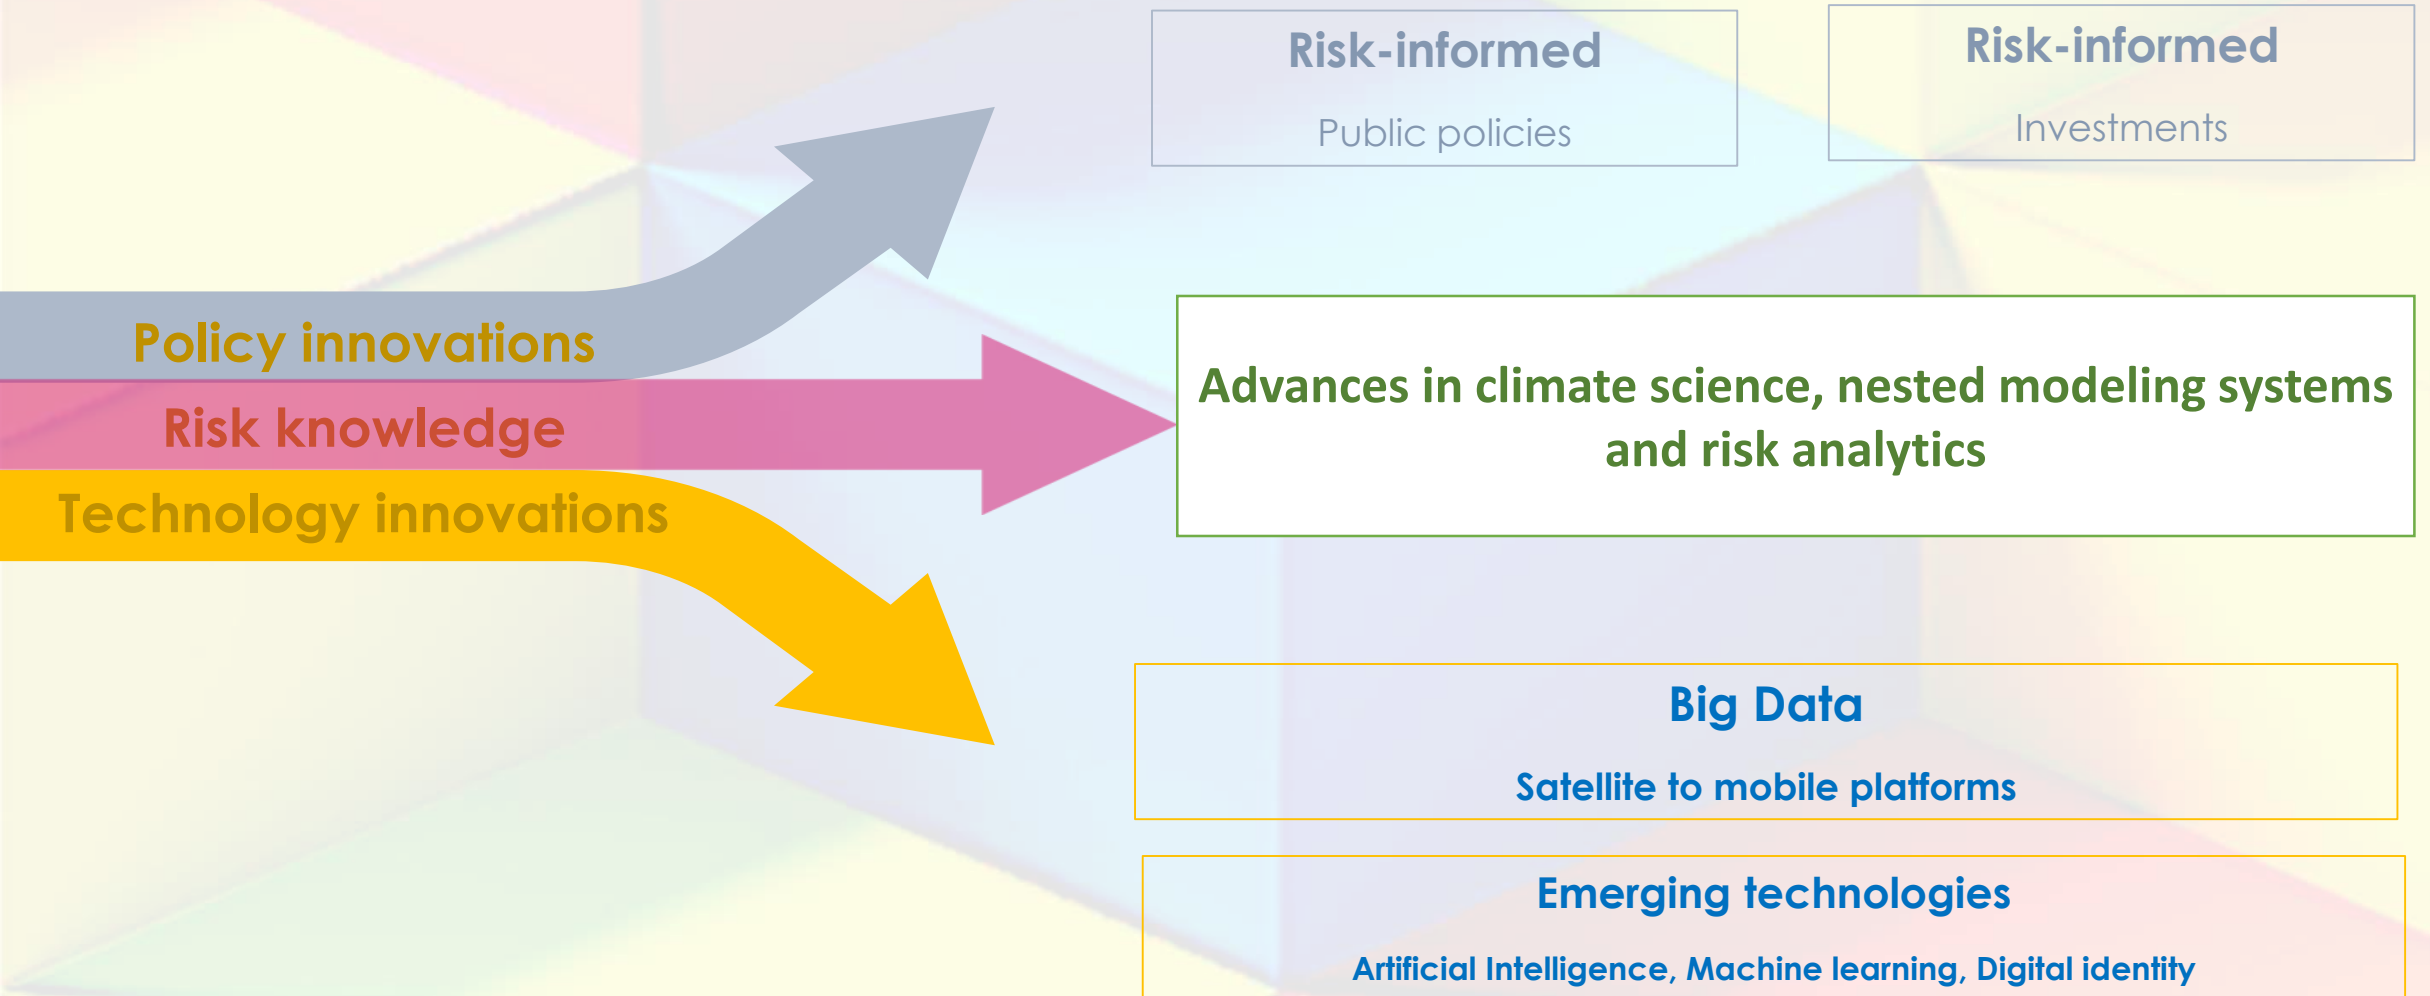 Risk-informed
Public policies
Risk-informed
Investments
Policy innovations
Risk knowledge
Technology innovations
Advances in climate science, nested modeling systems
and risk analytics
Big Data
Satellite to mobile platforms
Emerging technologies
Artificial Intelligence, Machine learning, Digital identity